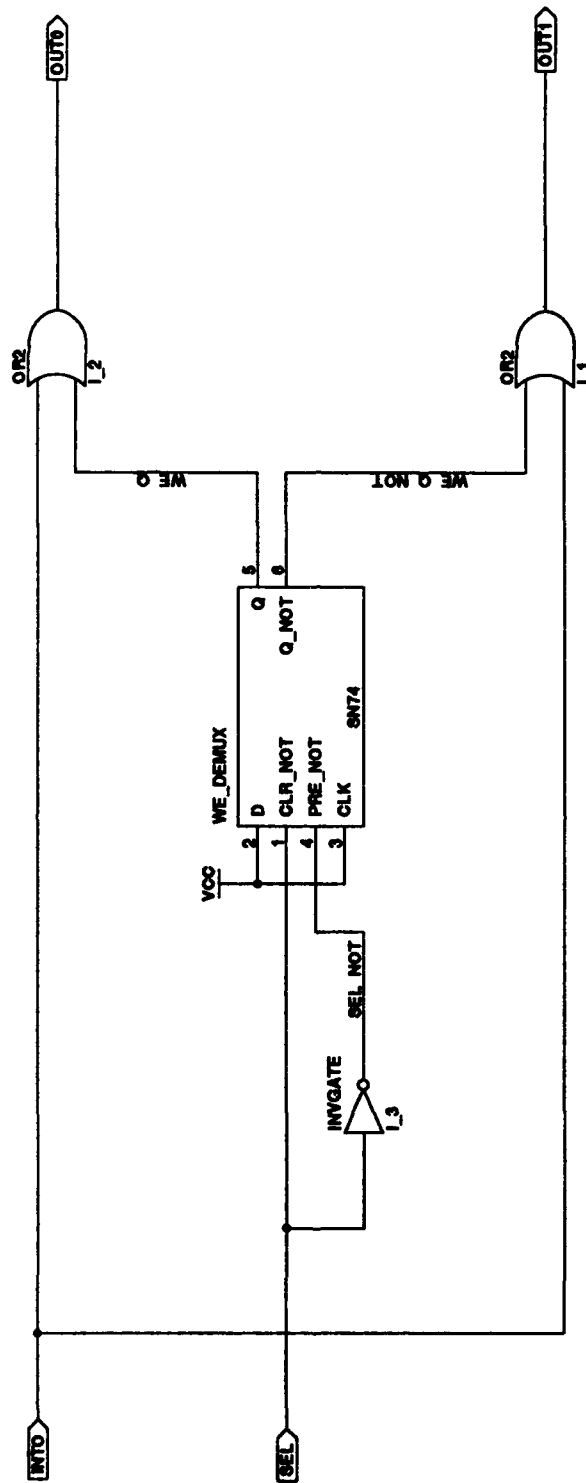 INT0
SEL
INVGATE
I_3
SEL NOT
VCC
WE_DEMUX
2 D
1 CLR_NOT
4 PRE_NOT
3 CLK
SN74
Q 5
Q_NOT 6
WE Q
WE Q NOT
OR2
I_2
OUT0
OR2
I_1
OUT1